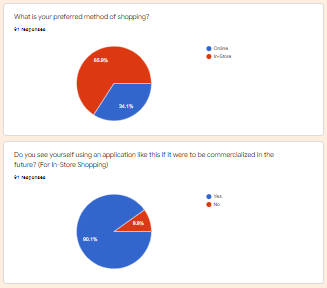 What is your preferred method of shopping?
91 responses
Online
In-Store
65.9%
34.1%
Do you see yourself using an application like this if it were to be commercialized in the
future? (For In-Store Shopping)
91 responses
Yes
No
9.9%
90.1%